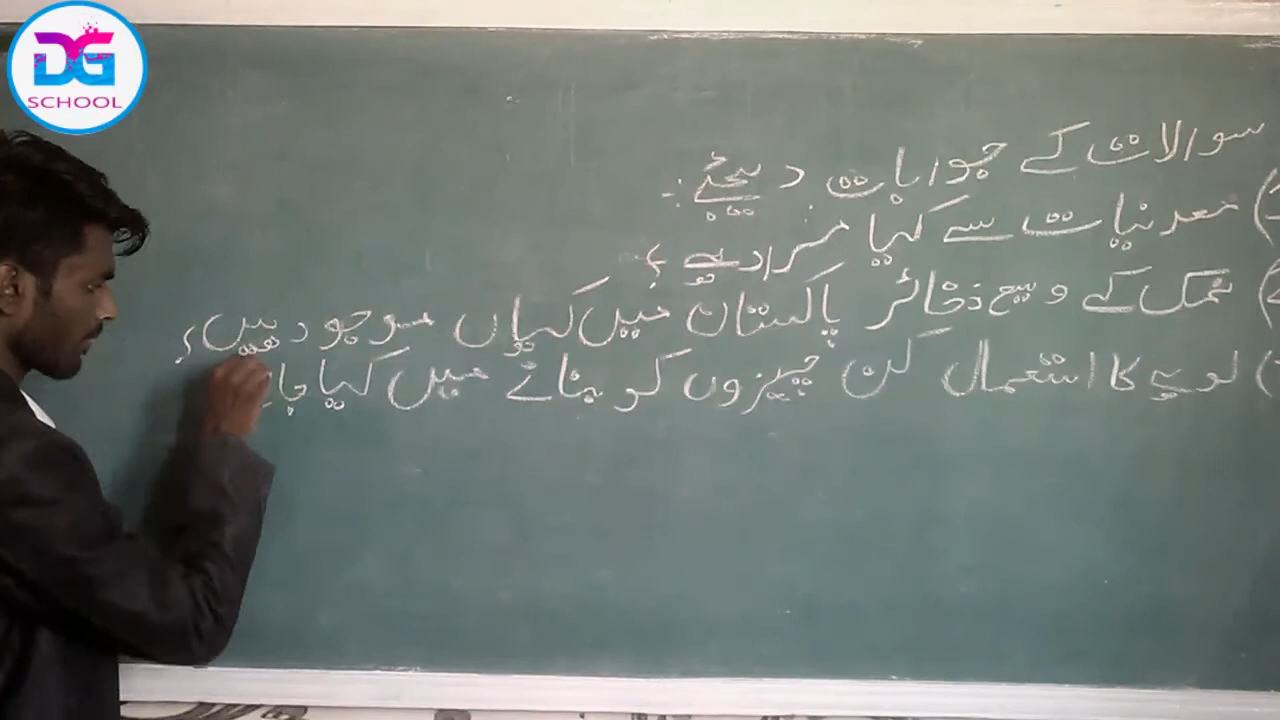 DG
SCHOOL
سوالات کے جوابات دیجئے:-
معدنیات سے کیا مراد ہے؟
نمک کے وسیع ذخائر پاکستان میں کہاں موجود ہیں؟
لوہے کا استعمال کن چیزوں کو بنانے میں کیا جا